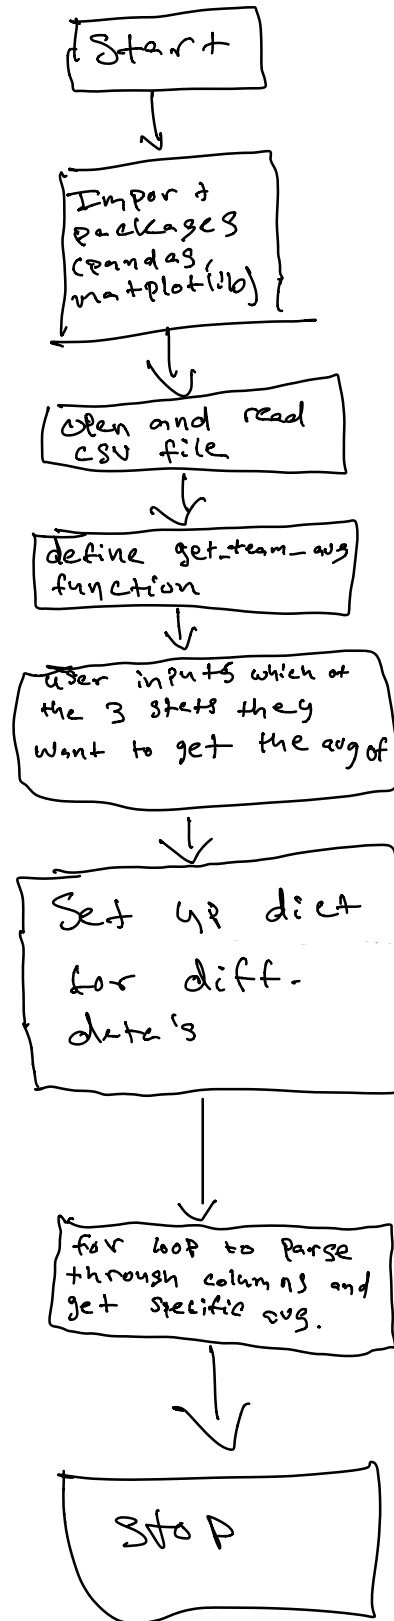 Start
Import
packages
(pandas,
matplotlib)
open and read
csv file
define get_team_avg
function
user inputs which of
the 3 stats they
want to get the avg of
Set up dict
for diff.
data's
for loop to parse
through columns and
get specific avg.
Stop